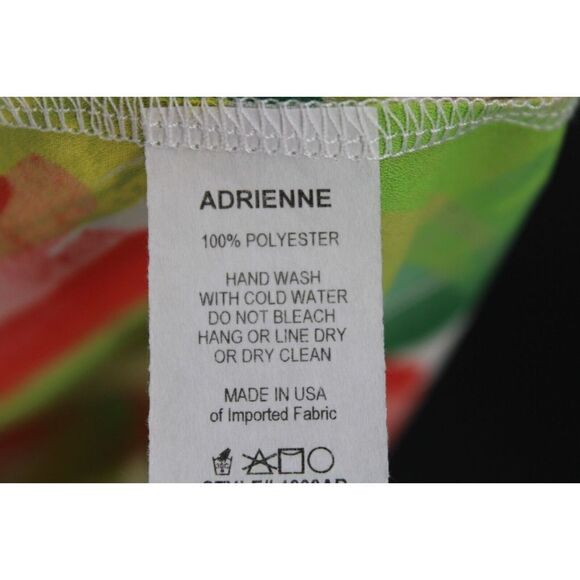 ADRIENNE
100% POLYESTER
HAND WASH
WITH COLD WATER
DO NOT BLEACH
HANG OR LINE DRY
OR DRY CLEAN
MADE IN USA
of Imported Fabric
STYLE#